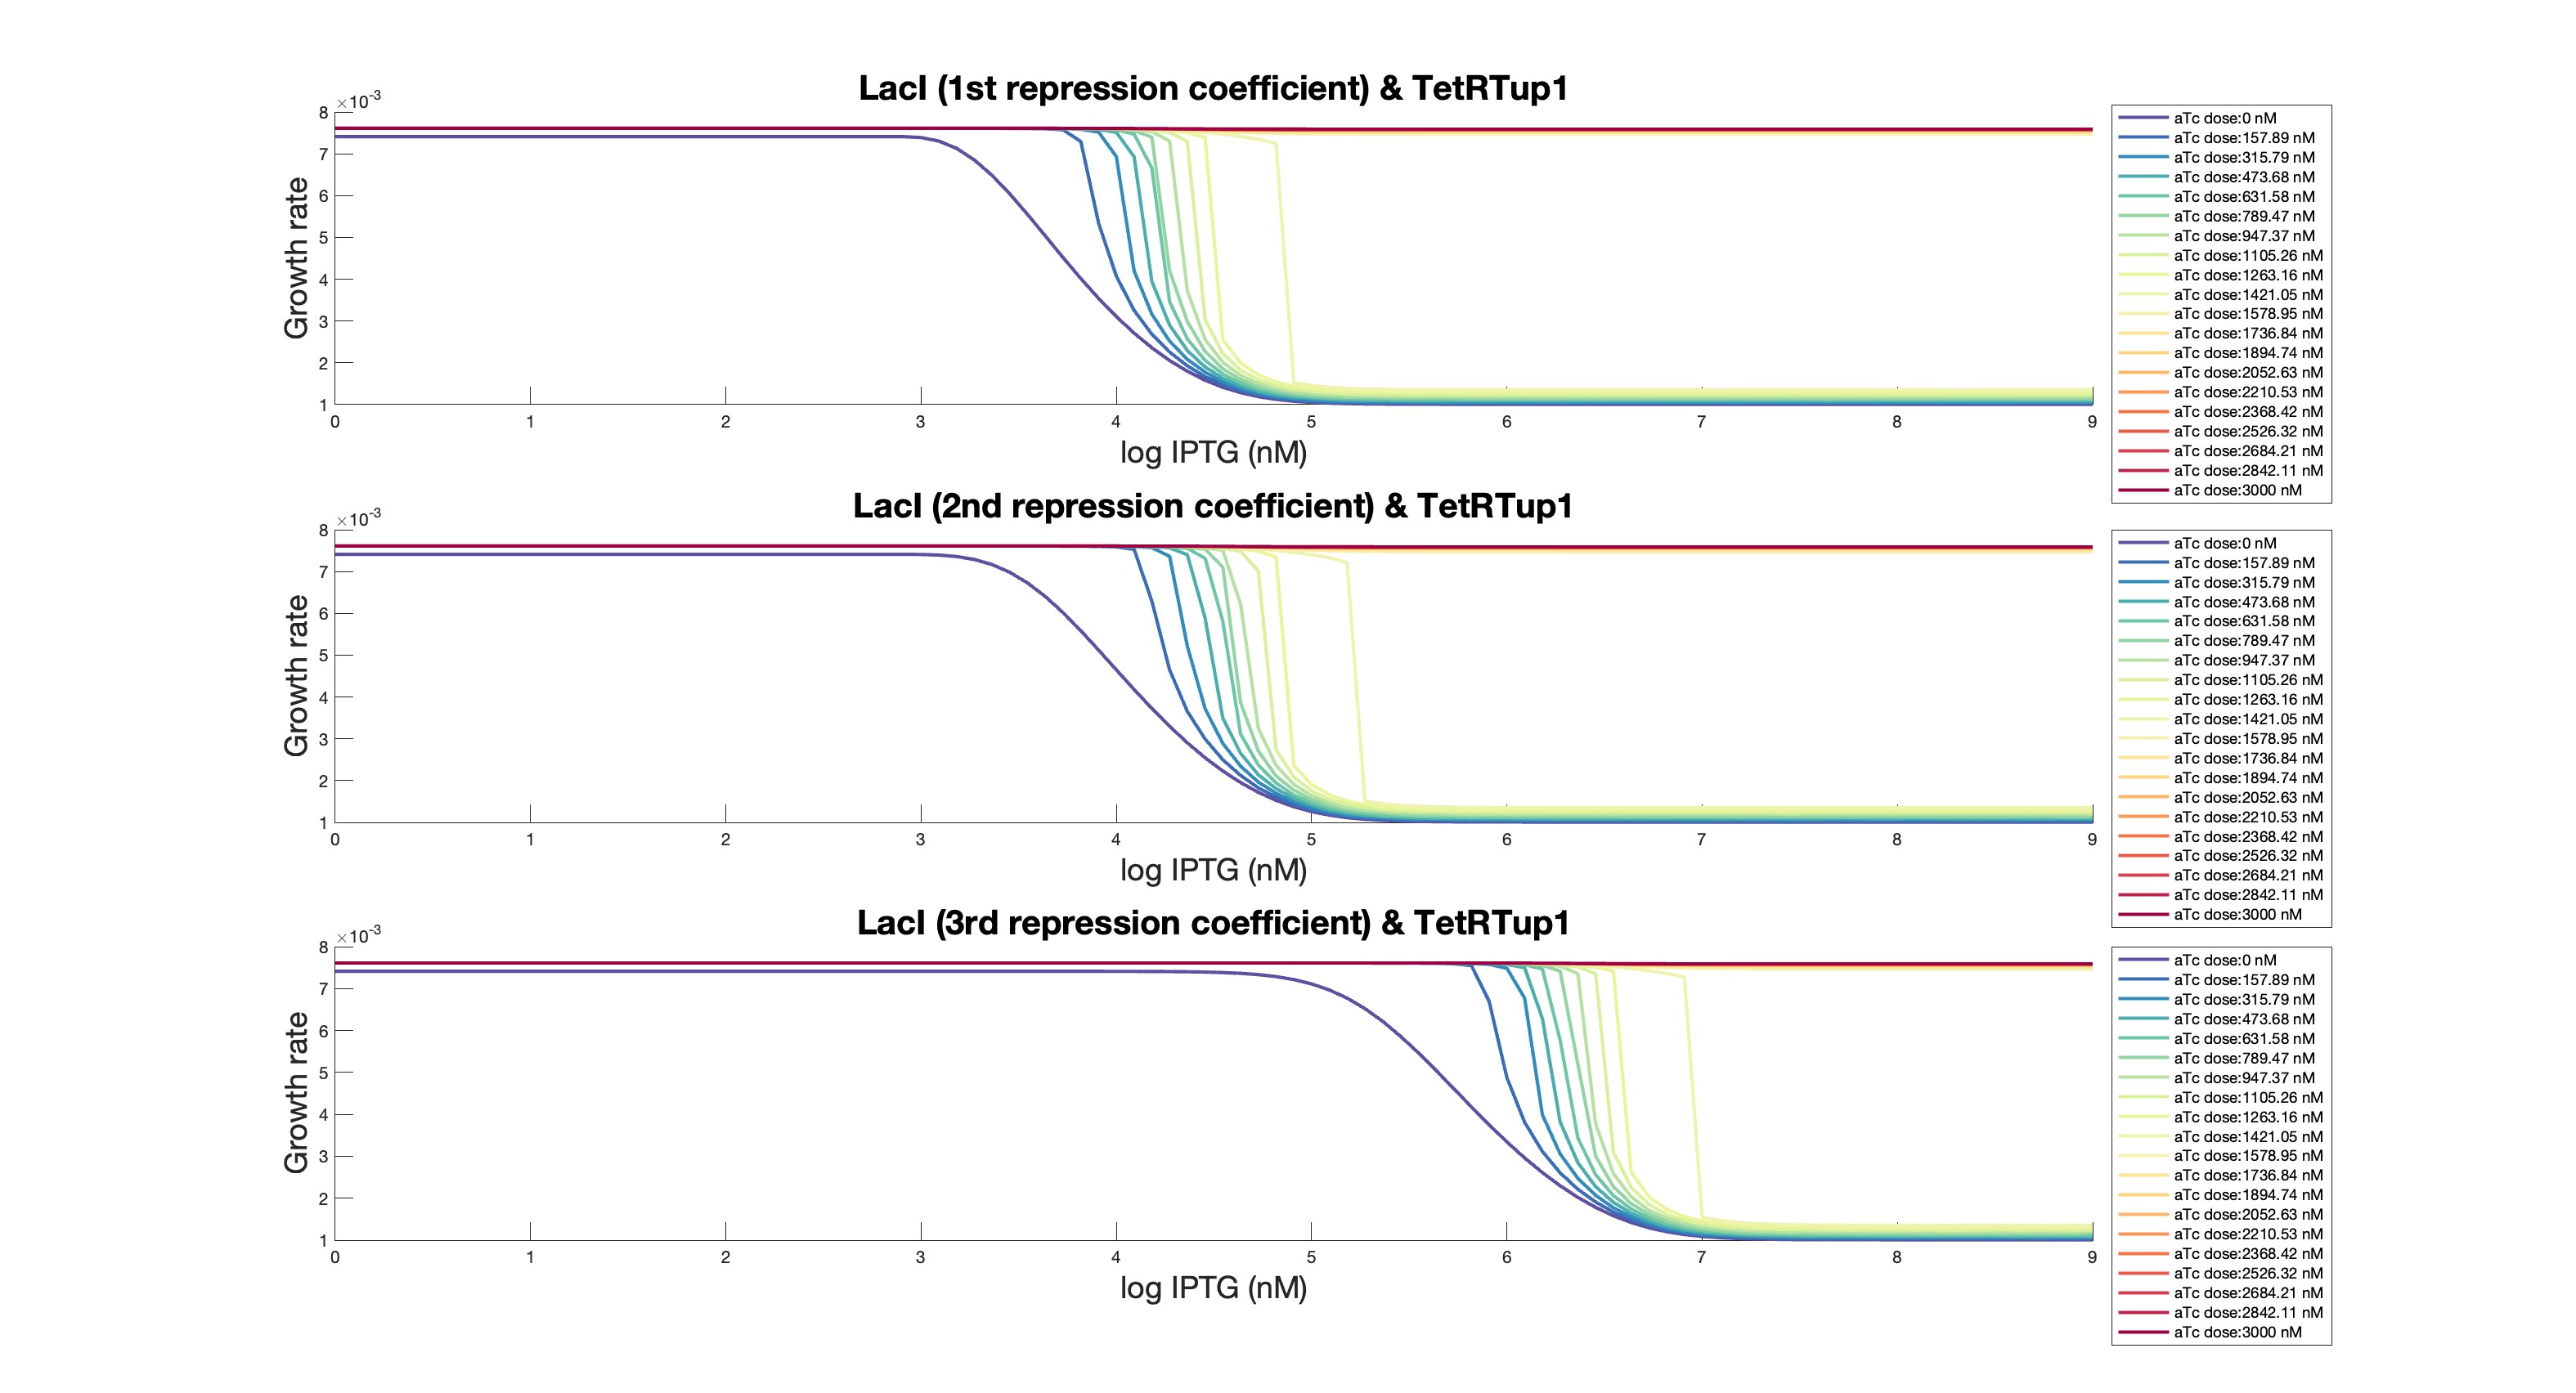 LacI (1st repression coefficient) & TetRTup1
×10-3
8
7
6
5
4
3
2
1
Growth rate
0 1 2 3 4 5 6 7 8 9
log IPTG (nM)
aTc dose:0 nM
aTc dose:157.89 nM
aTc dose:315.79 nM
aTc dose:473.68 nM
aTc dose:631.58 nM
aTc dose:789.47 nM
aTc dose:947.37 nM
aTc dose:1105.26 nM
aTc dose:1263.16 nM
aTc dose:1421.05 nM
aTc dose:1578.95 nM
aTc dose:1736.84 nM
aTc dose:1894.74 nM
aTc dose:2052.63 nM
aTc dose:2210.53 nM
aTc dose:2368.42 nM
aTc dose:2526.32 nM
aTc dose:2684.21 nM
aTc dose:2842.11 nM
aTc dose:3000 nM
LacI (2nd repression coefficient) & TetRTup1
×10-3
8
7
6
5
4
3
2
1
Growth rate
0 1 2 3 4 5 6 7 8 9
log IPTG (nM)
aTc dose:0 nM
aTc dose:157.89 nM
aTc dose:315.79 nM
aTc dose:473.68 nM
aTc dose:631.58 nM
aTc dose:789.47 nM
aTc dose:947.37 nM
aTc dose:1105.26 nM
aTc dose:1263.16 nM
aTc dose:1421.05 nM
aTc dose:1578.95 nM
aTc dose:1736.84 nM
aTc dose:1894.74 nM
aTc dose:2052.63 nM
aTc dose:2210.53 nM
aTc dose:2368.42 nM
aTc dose:2526.32 nM
aTc dose:2684.21 nM
aTc dose:2842.11 nM
aTc dose:3000 nM
LacI (3rd repression coefficient) & TetRTup1
×10-3
8
7
6
5
4
3
2
1
Growth rate
0 1 2 3 4 5 6 7 8 9
log IPTG (nM)
aTc dose:0 nM
aTc dose:157.89 nM
aTc dose:315.79 nM
aTc dose:473.68 nM
aTc dose:631.58 nM
aTc dose:789.47 nM
aTc dose:947.37 nM
aTc dose:1105.26 nM
aTc dose:1263.16 nM
aTc dose:1421.05 nM
aTc dose:1578.95 nM
aTc dose:1736.84 nM
aTc dose:1894.74 nM
aTc dose:2052.63 nM
aTc dose:2210.53 nM
aTc dose:2368.42 nM
aTc dose:2526.32 nM
aTc dose:2684.21 nM
aTc dose:2842.11 nM
aTc dose:3000 nM